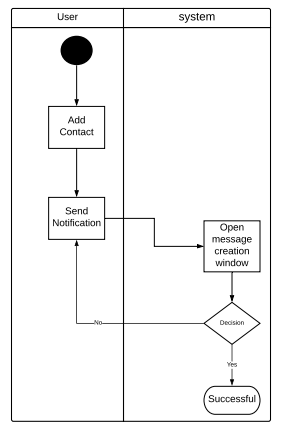 User
system
Add
Contact
Send
Notification
Open
message
creation
window
Decision
No
Yes
Successful